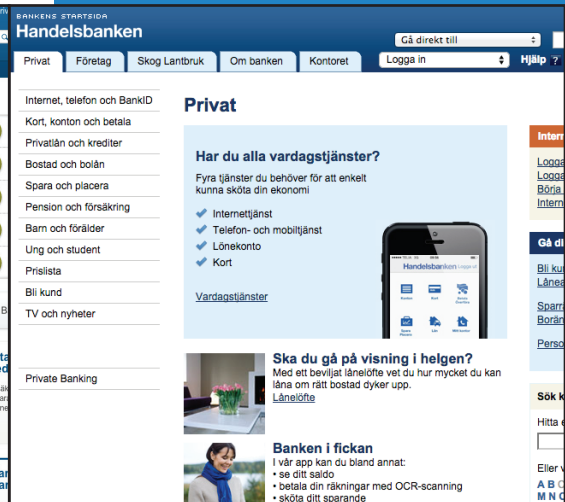 BANKENS STARTSIDA
Handelsbanken
Gå direkt till
Privat
Företag
Skog Lantbruk
Om banken
Kontoret
Logga in
Hjälp ?
Internet, telefon och BankID
Kort, konton och betala
Privatlån och krediter
Bostad och bolån
Spara och placera
Pension och försäkring
Barn och förälder
Ung och student
Prislista
Bli kund
TV och nyheter
Private Banking
Privat
Har du alla vardagstjänster?
Fyra tjänster du behöver för att enkelt
kunna sköta din ekonomi
Internettjänst
Telefon- och mobiltjänst
Lönekonto
Kort
Vardagstjänster
Handelsbanken Logga ut
Ska du gå på visning i helgen?
Med ett beviljat lånelöfte vet du hur mycket du kan
låna om rätt bostad dyker upp.
Lånelöfte
Banken i fickan
I vår app kan du bland annat:
• se ditt saldo
• betala din räkningar med OCR-scanning
• sköta ditt sparande
Intern
Logga
Logga
Börja
Intern
Gå di
Bli kun
Lånea
Sparra
Borän
Perso
Sök k
Hitta e
Eller v
A B C
M N O